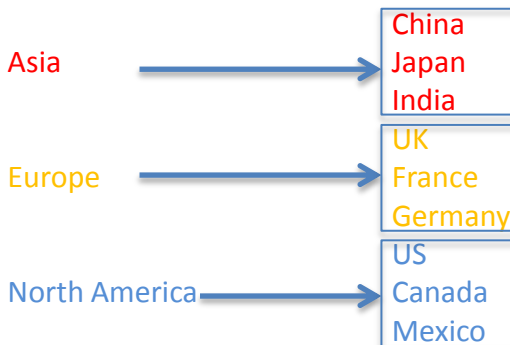 Asia
China
Japan
India
Europe
UK
France
Germany
North America
US
Canada
Mexico